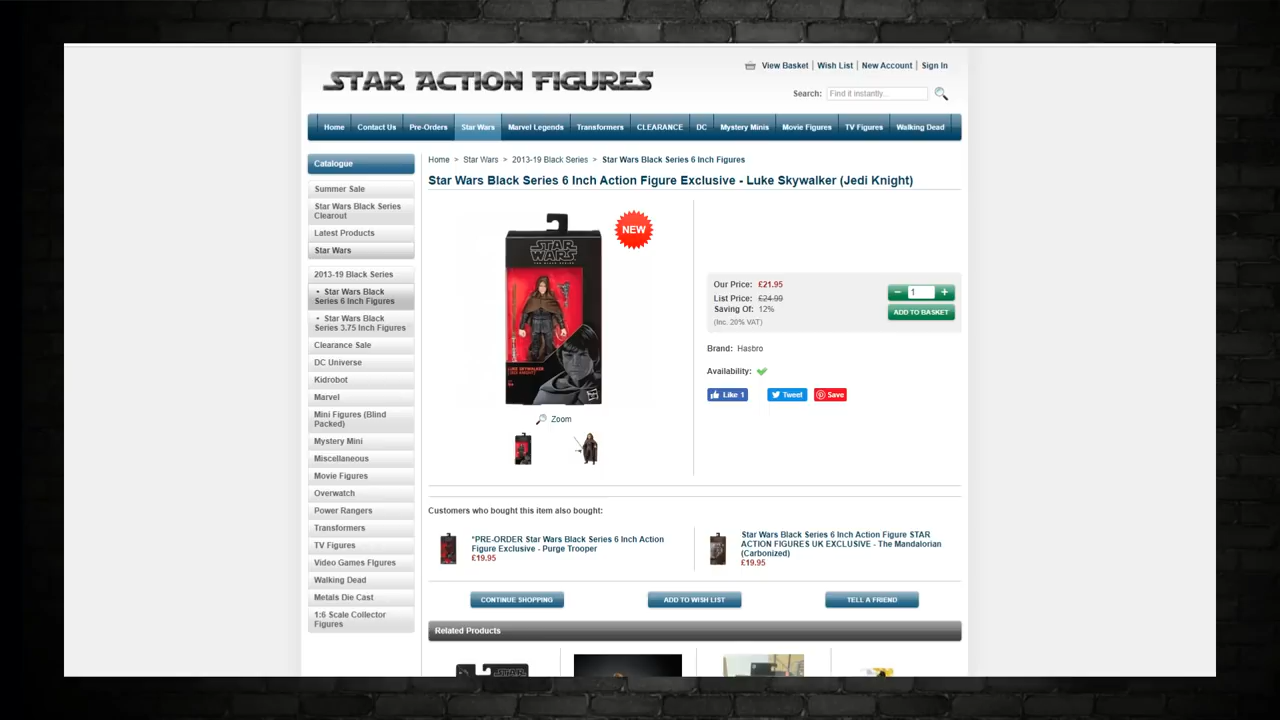 STAR ACTION FIGURES
View Basket | Wish List | New Account | Sign In
Search: Find it instantly...
Home Contact Us Pre-Orders Star Wars Marvel Legends Transformers CLEARANCE DC Mystery Minis Movie Figures TV Figures Walking Dead
Catalogue
Summer Sale
Star Wars Black Series
Clearout
Latest Products
Star Wars
2013-19 Black Series
• Star Wars Black
Series 6 Inch Figures
• Star Wars Black
Series 3.75 Inch Figures
Clearance Sale
DC Universe
Kidrobot
Marvel
Mini Figures (Blind
Packed)
Mystery Mini
Miscellaneous
Movie Figures
Overwatch
Power Rangers
Transformers
TV Figures
Video Games Figures
Walking Dead
Metals Die Cast
1:6 Scale Collector
Figures
Home > Star Wars > 2013-19 Black Series > Star Wars Black Series 6 Inch Figures
Star Wars Black Series 6 Inch Action Figure Exclusive - Luke Skywalker (Jedi Knight)
NEW
STAR
WARS
THE BLACK SERIES
LUKE SKYWALKER
(JEDI KNIGHT)
Zoom
Our Price: £21.95
List Price: £24.99
Saving Of: 12%
(Inc. 20% VAT)
− 1 +
ADD TO BASKET
Brand: Hasbro
Availability:
Like 1 Tweet Save
Customers who bought this item also bought:
*PRE-ORDER Star Wars Black Series 6 Inch Action
Figure Exclusive - Purge Trooper
£19.95
Star Wars Black Series 6 Inch Action Figure STAR
ACTION FIGURES UK EXCLUSIVE - The Mandalorian
(Carbonized)
£19.95
CONTINUE SHOPPING ADD TO WISH LIST TELL A FRIEND
Related Products